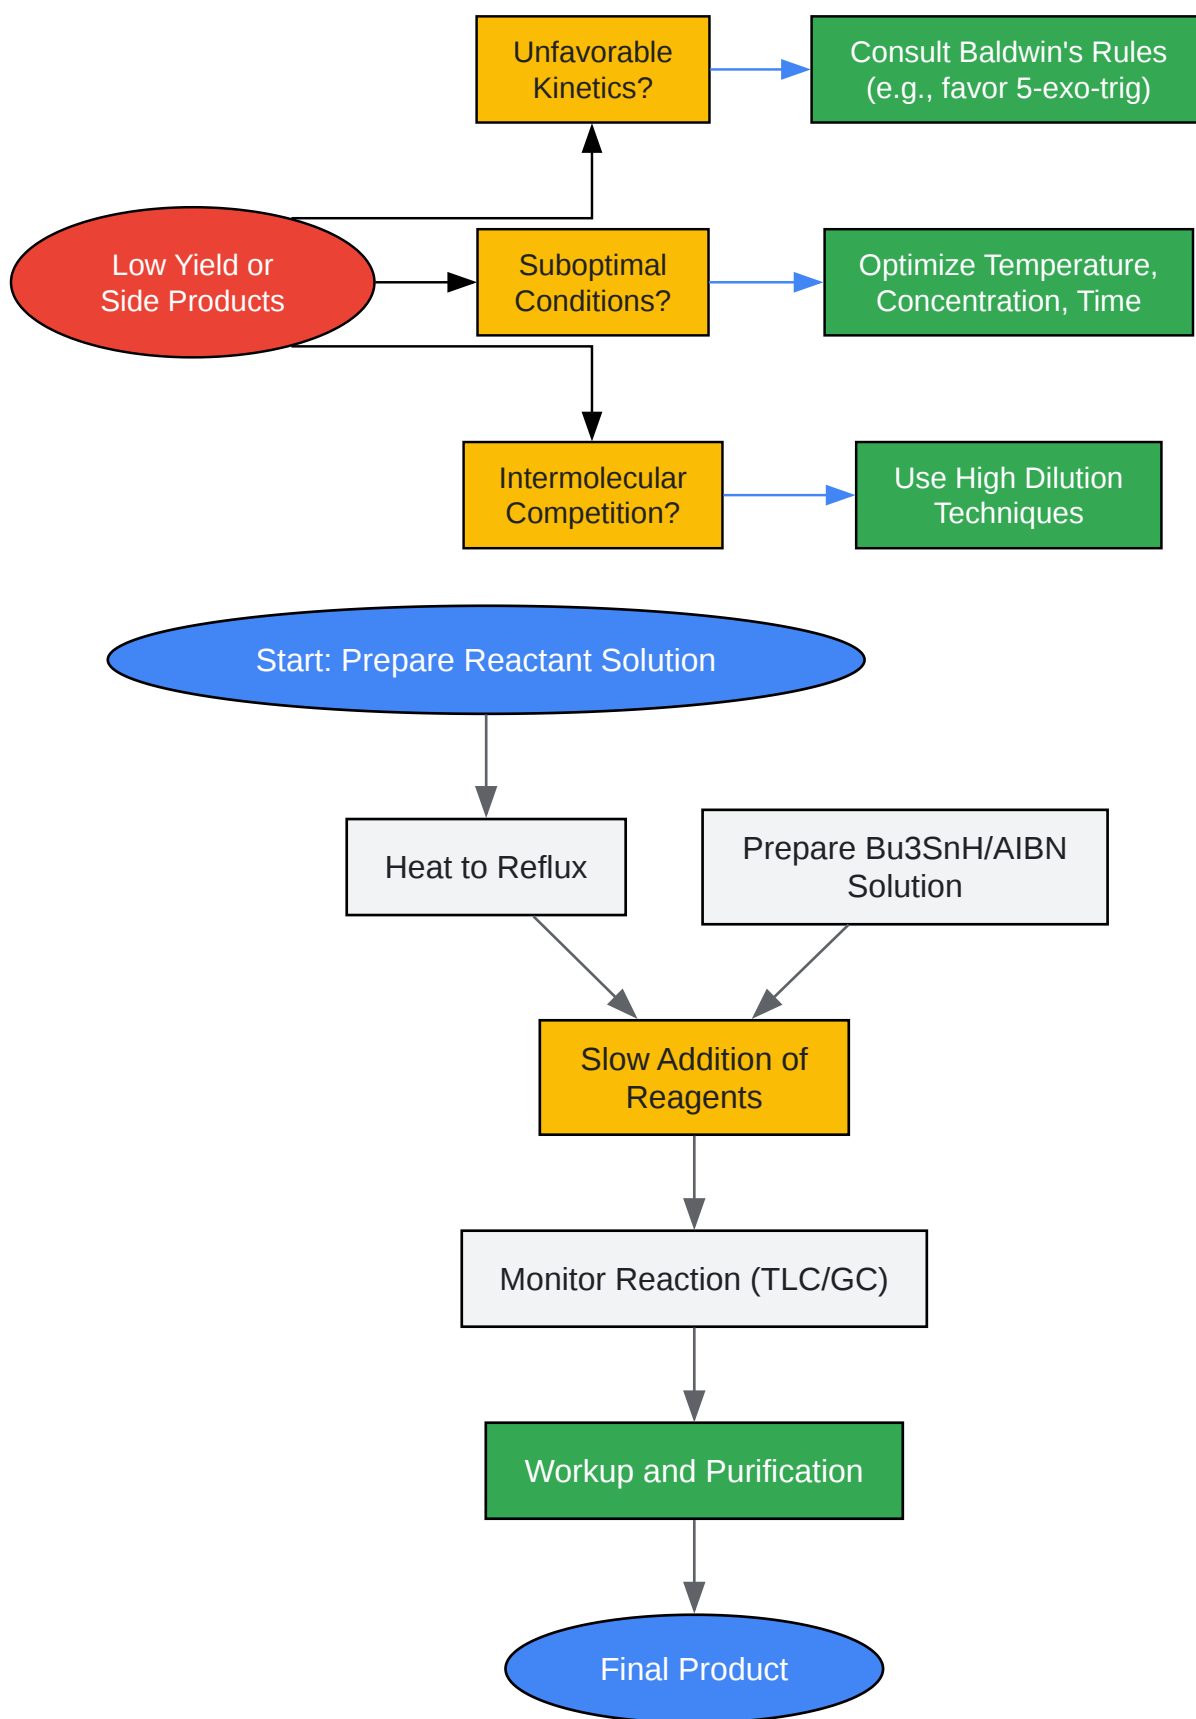 Unfavorable
Kinetics?
Consult Baldwin's Rules
(e.g., favor 5-exo-trig)
Low Yield or
Side Products
Suboptimal
Conditions?
Optimize Temperature,
Concentration, Time
Intermolecular
Competition?
Use High Dilution
Techniques
Start: Prepare Reactant Solution
Heat to Reflux
Prepare Bu3SnH/AIBN
Solution
Slow Addition of
Reagents
Monitor Reaction (TLC/GC)
Workup and Purification
Final Product